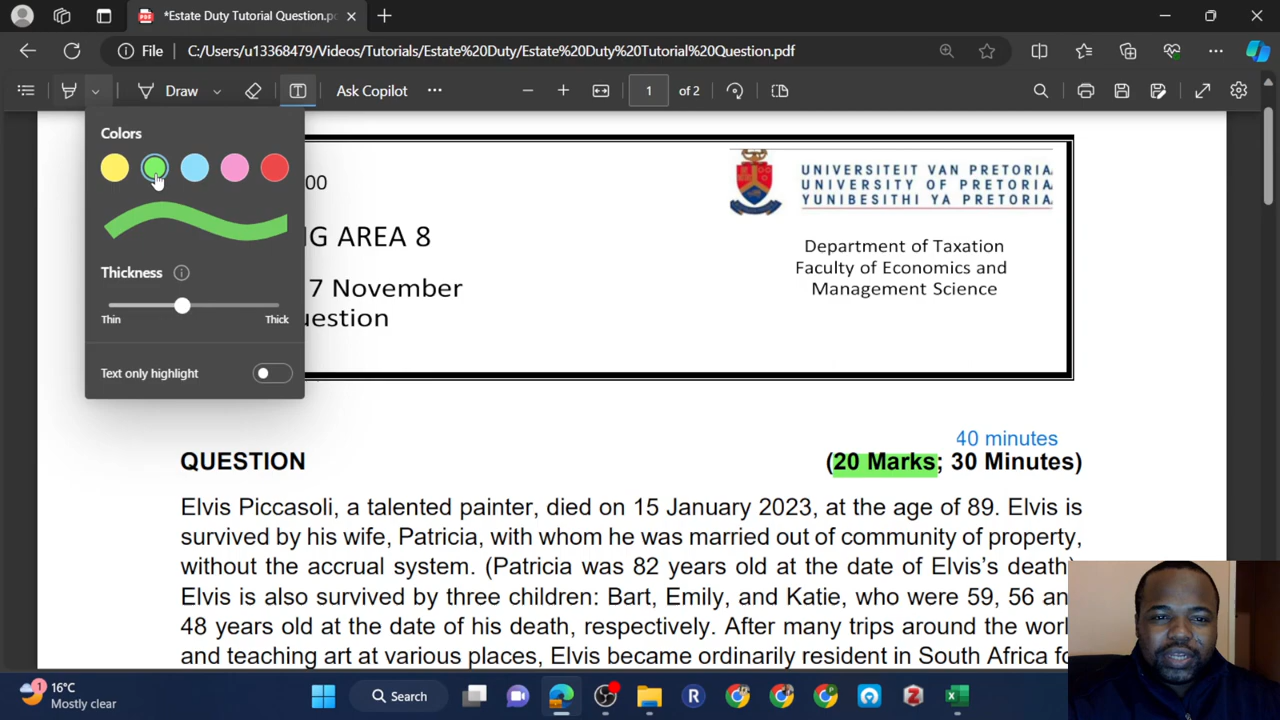 *Estate Duty Tutorial Question.p
File
C:/Users/u13368479/Videos/Tutorials/Estate%20Duty/Estate%20Duty%20Tutorial%20Question.pdf
Draw
Ask Copilot
1 of 2
Colors
Thickness
Thin
Thick
Text only highlight
00
G AREA 8
7 November
uestion
UNIVERSITEIT VAN PRETORIA
UNIVERSITY OF PRETORIA
YUNIBESITHI YA PRETORIA
Department of Taxation
Faculty of Economics and
Management Science
40 minutes
QUESTION
(20 Marks; 30 Minutes)
Elvis Piccasoli, a talented painter, died on 15 January 2023, at the age of 89. Elvis is
survived by his wife, Patricia, with whom he was married out of community of property,
without the accrual system. (Patricia was 82 years old at the date of Elvis's death)
Elvis is also survived by three children: Bart, Emily, and Katie, who were 59, 56 an
48 years old at the date of his death, respectively. After many trips around the worl
and teaching art at various places, Elvis became ordinarily resident in South Africa fo
1
16°C
Mostly clear
Search